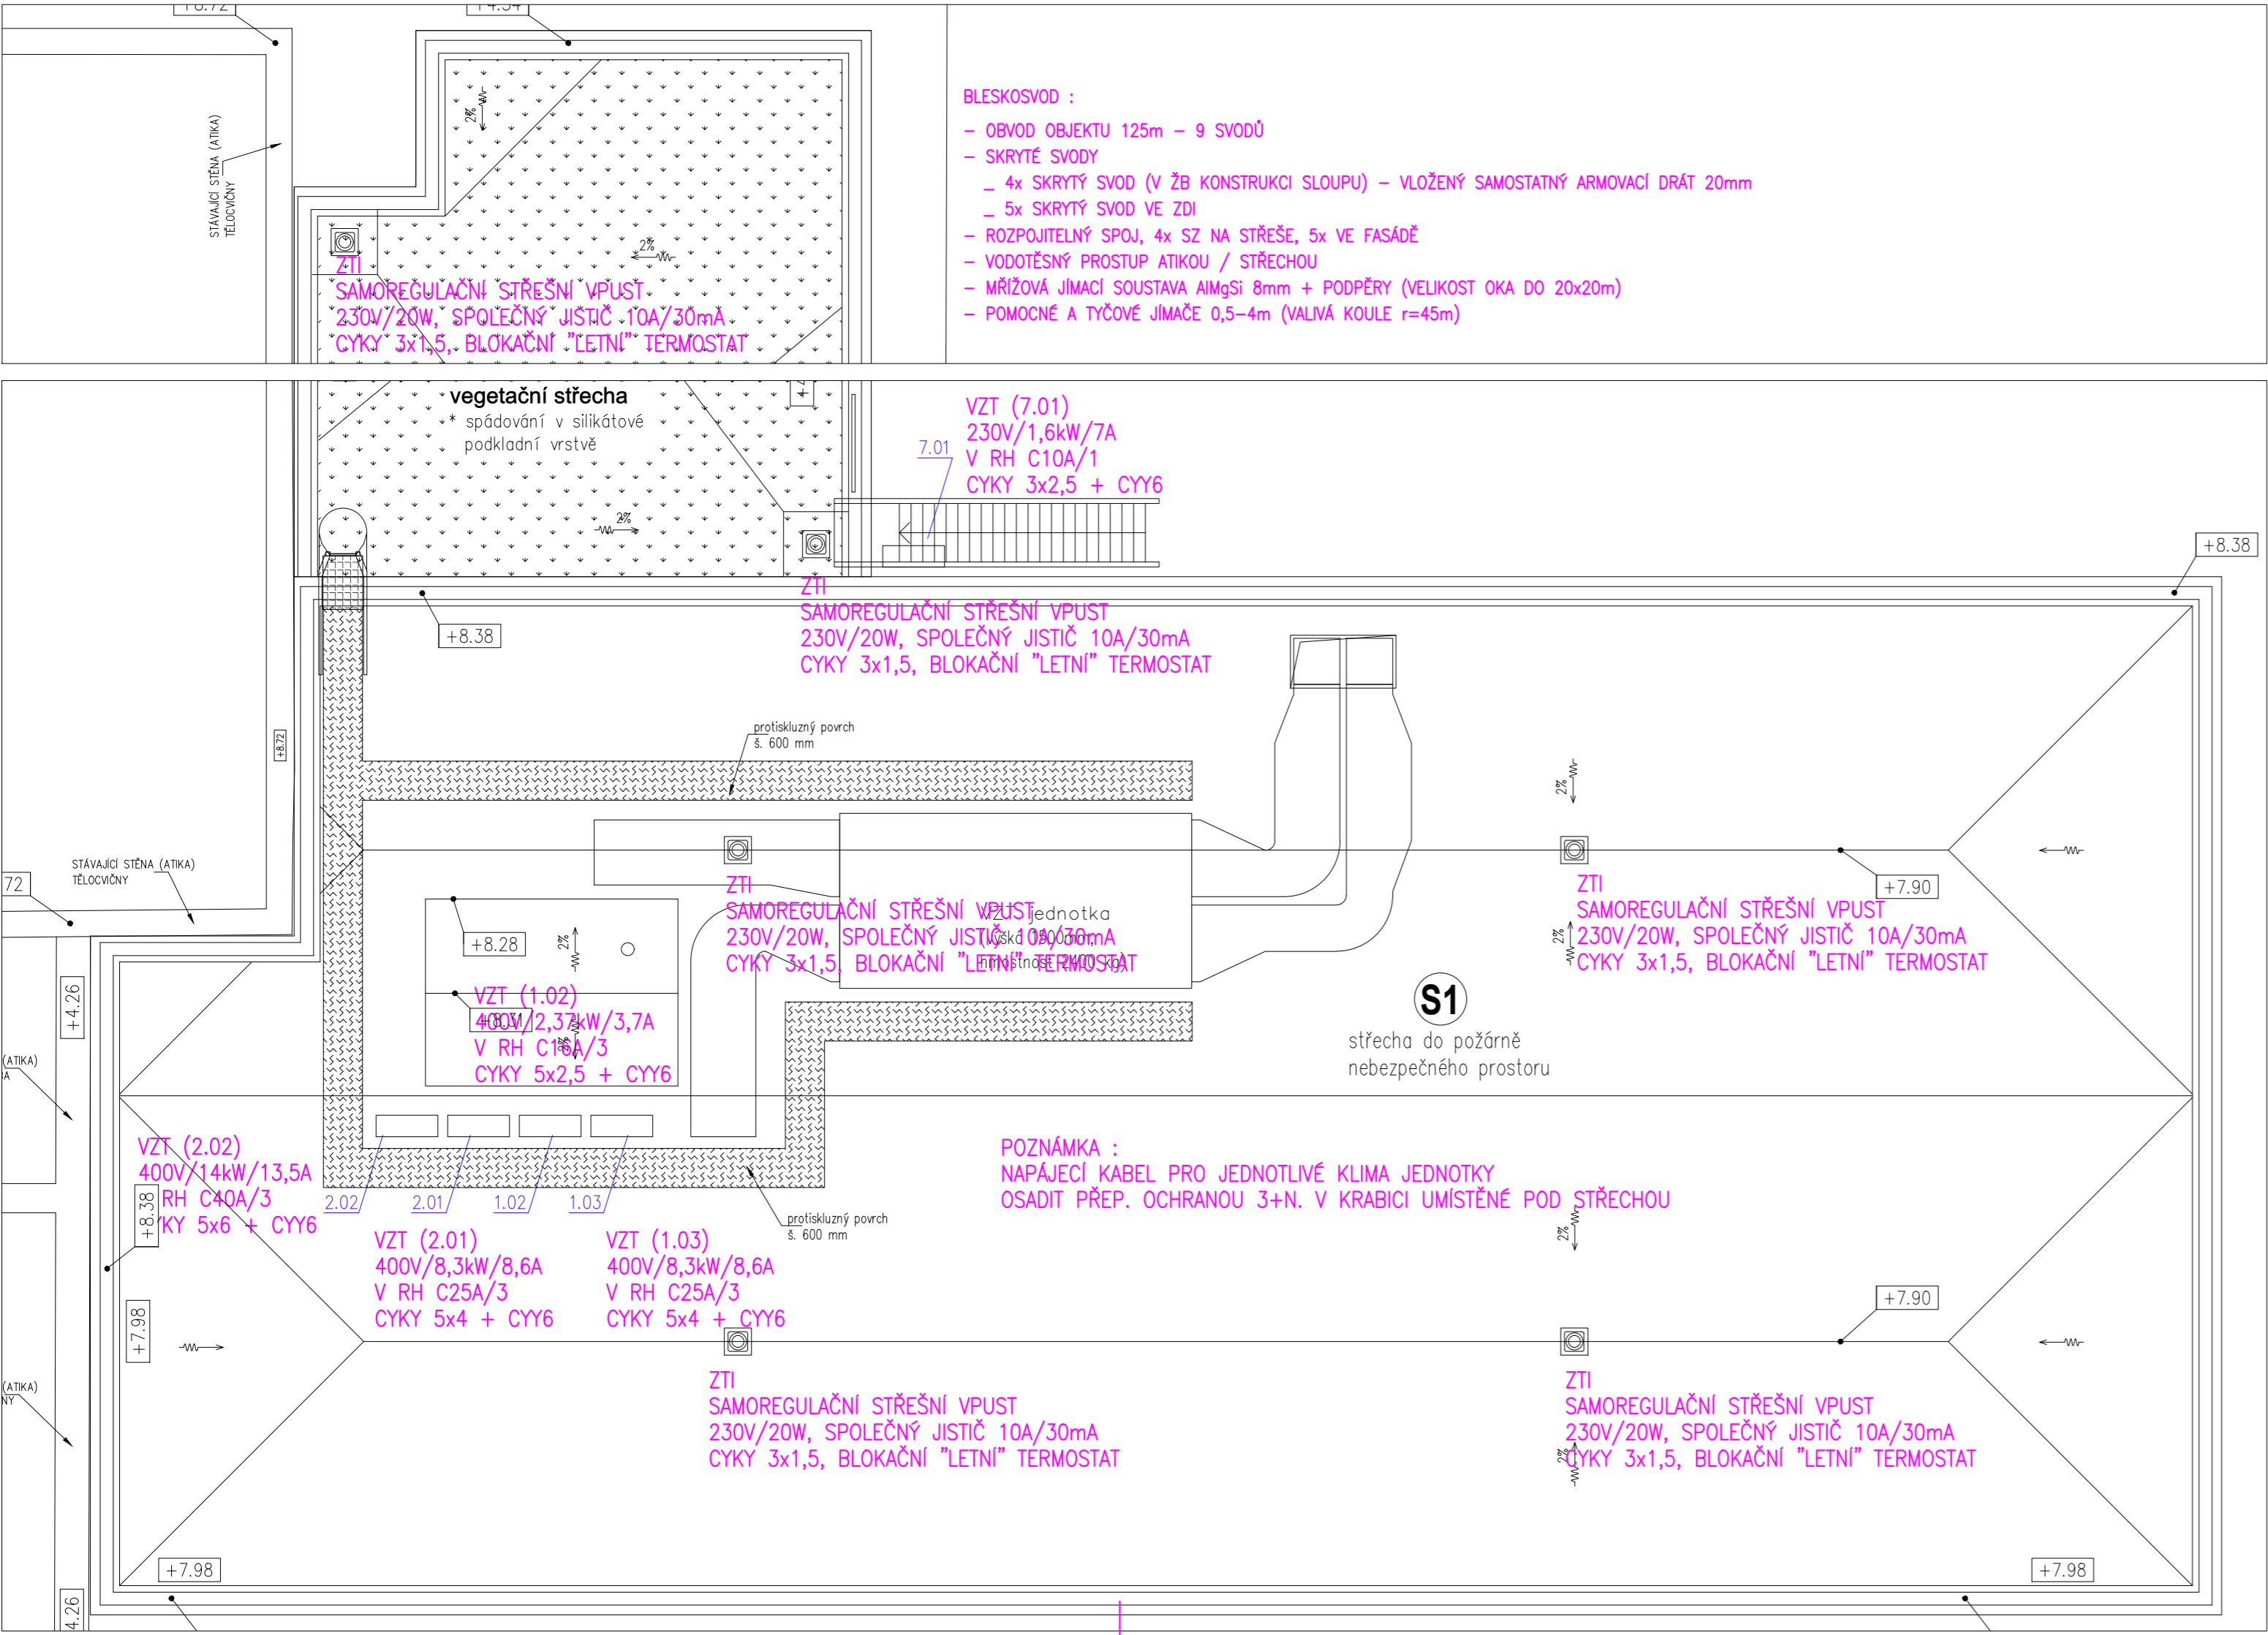 +8.72
+4.54
STÁVAJÍCÍ STĚNA (ATIKA)
TĚLOCVIČNY
2%
2%
BLESKOSVOD :
– OBVOD OBJEKTU 125m – 9 SVODŮ
– SKRYTÉ SVODY
_ 4x SKRYTÝ SVOD (V ŽB KONSTRUKCI SLOUPU) – VLOŽENÝ SAMOSTATNÝ ARMOVACÍ DRÁT 20mm
_ 5x SKRYTÝ SVOD VE ZDI
– ROZPOJITELNÝ SPOJ, 4x SZ NA STŘEŠE, 5x VE FASÁDĚ
– VODOTĚSNÝ PROSTUP ATIKOU / STŘECHOU
– MŘÍŽOVÁ JÍMACÍ SOUSTAVA AlMgSi 8mm + PODPĚRY (VELIKOST OKA DO 20x20m)
– POMOCNÉ A TYČOVÉ JÍMAČE 0,5–4m (VALIVÁ KOULE r=45m)
ZTI
SAMOREGULAČNÍ STŘEŠNÍ VPUST
230V/20W, SPOLEČNÝ JISTIČ 10A/30mA
CYKY 3x1,5, BLOKAČNÍ "LETNÍ" TERMOSTAT
vegetační střecha
* spádování v silikátové
podkladní vrstvě
+4
2%
7.01
VZT (7.01)
230V/1,6kW/7A
V RH C10A/1
CYKY 3x2,5 + CYY6
+8.38
+8.38
ZTI
SAMOREGULAČNÍ STŘEŠNÍ VPUST
230V/20W, SPOLEČNÝ JISTIČ 10A/30mA
CYKY 3x1,5, BLOKAČNÍ "LETNÍ" TERMOSTAT
+8.72
protiskluzný povrch
š. 600 mm
2%
STÁVAJÍCÍ STĚNA (ATIKA)
TĚLOCVIČNY
72
ZTI
SAMOREGULAČNÍ STŘEŠNÍ VPUST
230V/20W, SPOLEČNÝ JISTIČ 10A/30mA
CYKY 3x1,5, BLOKAČNÍ "LETNÍ" TERMOSTAT
VZT jednotka
(výška 1500mm,
hmostnost 2400 kg)
ZTI
SAMOREGULAČNÍ STŘEŠNÍ VPUST
230V/20W, SPOLEČNÝ JISTIČ 10A/30mA
CYKY 3x1,5, BLOKAČNÍ "LETNÍ" TERMOSTAT
+7.90
2%
+8.28
2%
+8.31
2%
VZT (1.02)
400V/2,37kW/3,7A
V RH C16A/3
CYKY 5x2,5 + CYY6
S1
střecha do požárně
nebezpečného prostoru
+4.26
(ATIKA)
VZT (2.02)
400V/14kW/13,5A
RH C40A/3
KY 5x6 + CYY6
+8.38
2.02
2.01
1.02
1.03
POZNÁMKA :
NAPÁJECÍ KABEL PRO JEDNOTLIVÉ KLIMA JEDNOTKY
OSADIT PŘEP. OCHRANOU 3+N. V KRABICI UMÍSTĚNÉ POD STŘECHOU
protiskluzný povrch
š. 600 mm
2%
VZT (2.01)
400V/8,3kW/8,6A
V RH C25A/3
CYKY 5x4 + CYY6
VZT (1.03)
400V/8,3kW/8,6A
V RH C25A/3
CYKY 5x4 + CYY6
+7.98
+7.90
(ATIKA)
NÝ
ZTI
SAMOREGULAČNÍ STŘEŠNÍ VPUST
230V/20W, SPOLEČNÝ JISTIČ 10A/30mA
CYKY 3x1,5, BLOKAČNÍ "LETNÍ" TERMOSTAT
ZTI
SAMOREGULAČNÍ STŘEŠNÍ VPUST
230V/20W, SPOLEČNÝ JISTIČ 10A/30mA
CYKY 3x1,5, BLOKAČNÍ "LETNÍ" TERMOSTAT
2%
+7.98
+7.98
4.26